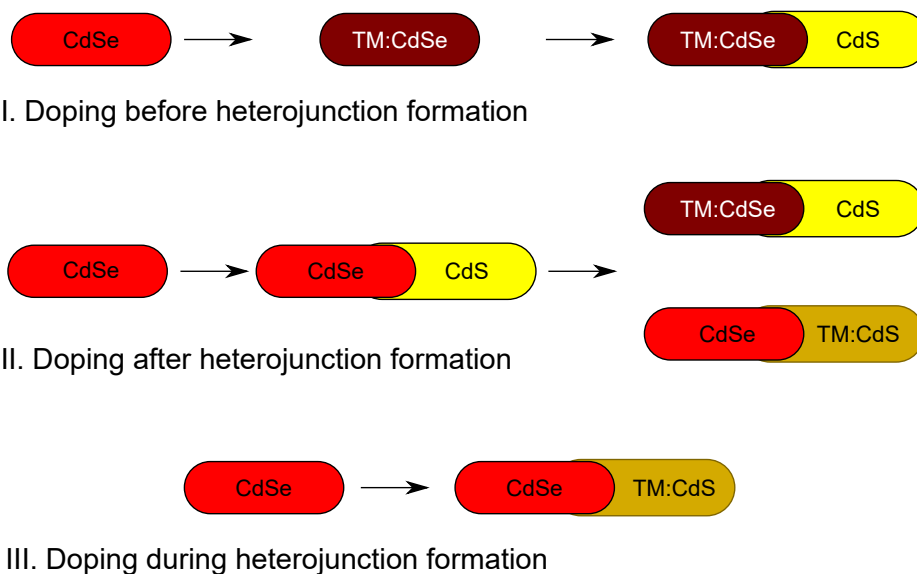 CdSe TM:CdSe TM:CdSe CdS
I. Doping before heterojunction formation
TM:CdSe CdS
CdSe CdSe CdS
CdSe TM:CdS
II. Doping after heterojunction formation
CdSe CdSe TM:CdS
III. Doping during heterojunction formation